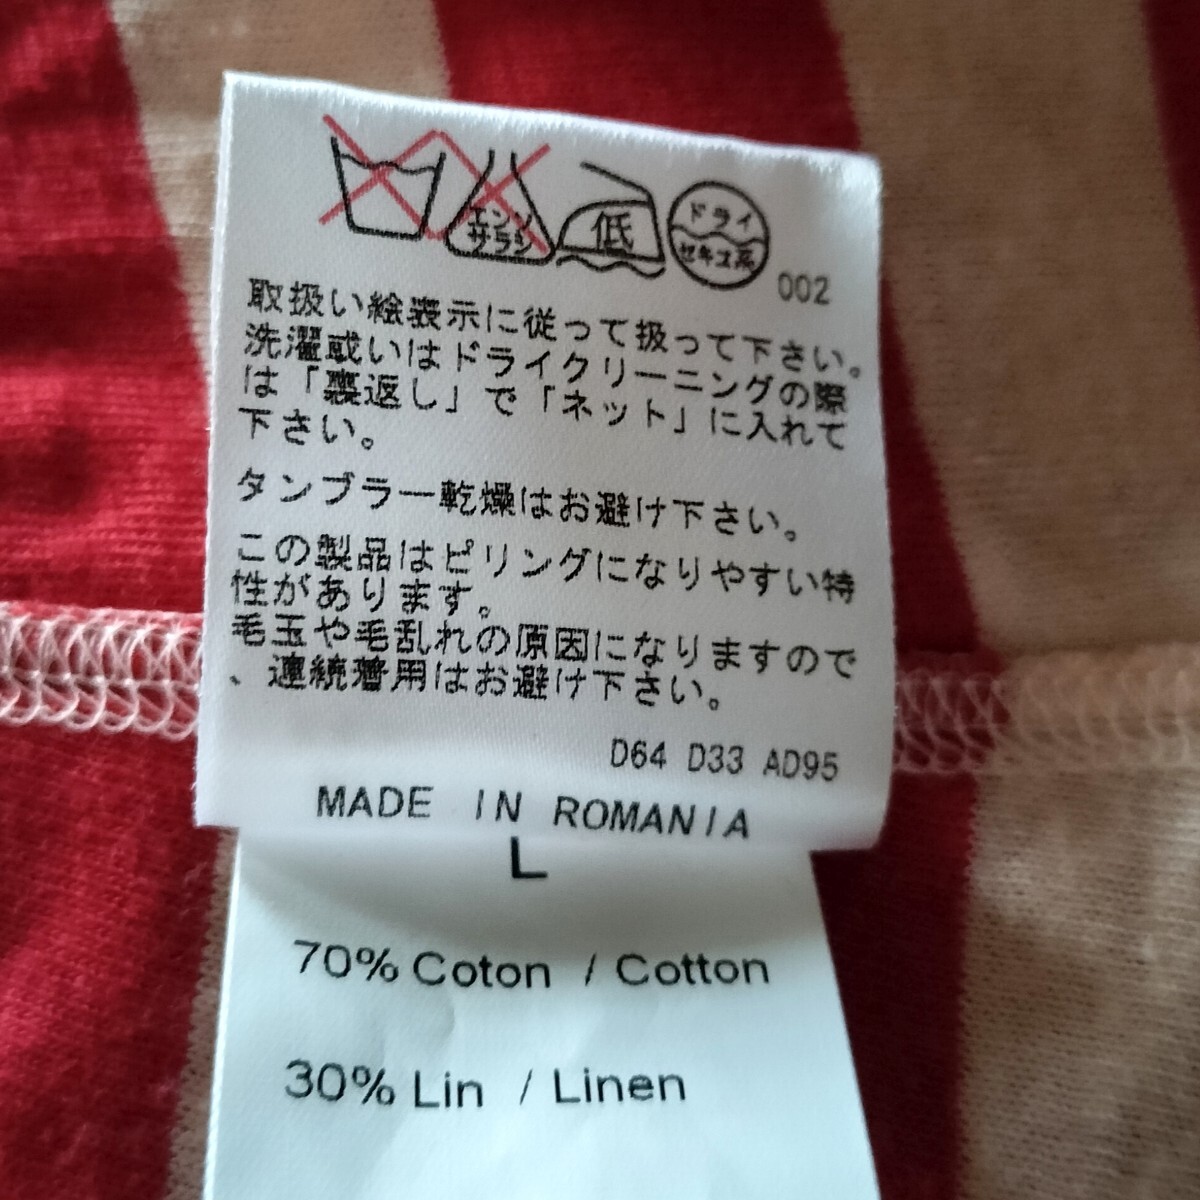 エンソ
サラシ
低
ドライ
セキユ系
002
取扱い絵表示に従って扱って下さい。
洗濯或いはドライクリーニングの際
は「裏返し」で「ネット」に入れて
下さい。
タンブラー乾燥はお避け下さい。
この製品はピリングになりやすい特
性があります。
毛玉や毛乱れの原因になりますので
、連続着用はお避け下さい。
D64 D33 AD95
MADE IN ROMANIA
L
70% Coton / Cotton
30% Lin / Linen